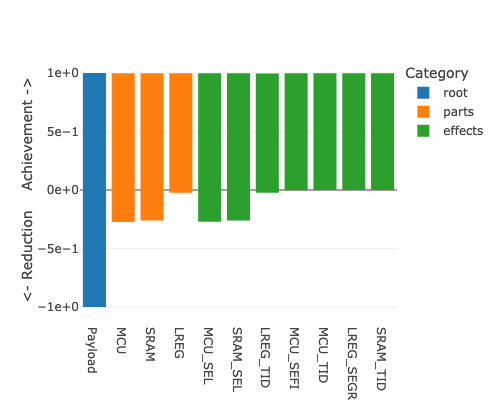 Category
root
parts
effects
<- Reduction    Achievement ->
1e+0
5e−1
0e+0
−5e−1
−1e+0
Payload
MCU
SRAM
LREG
MCU_SEL
SRAM_SEL
LREG_TID
MCU_SEFI
MCU_TID
LREG_SEGR
SRAM_TID